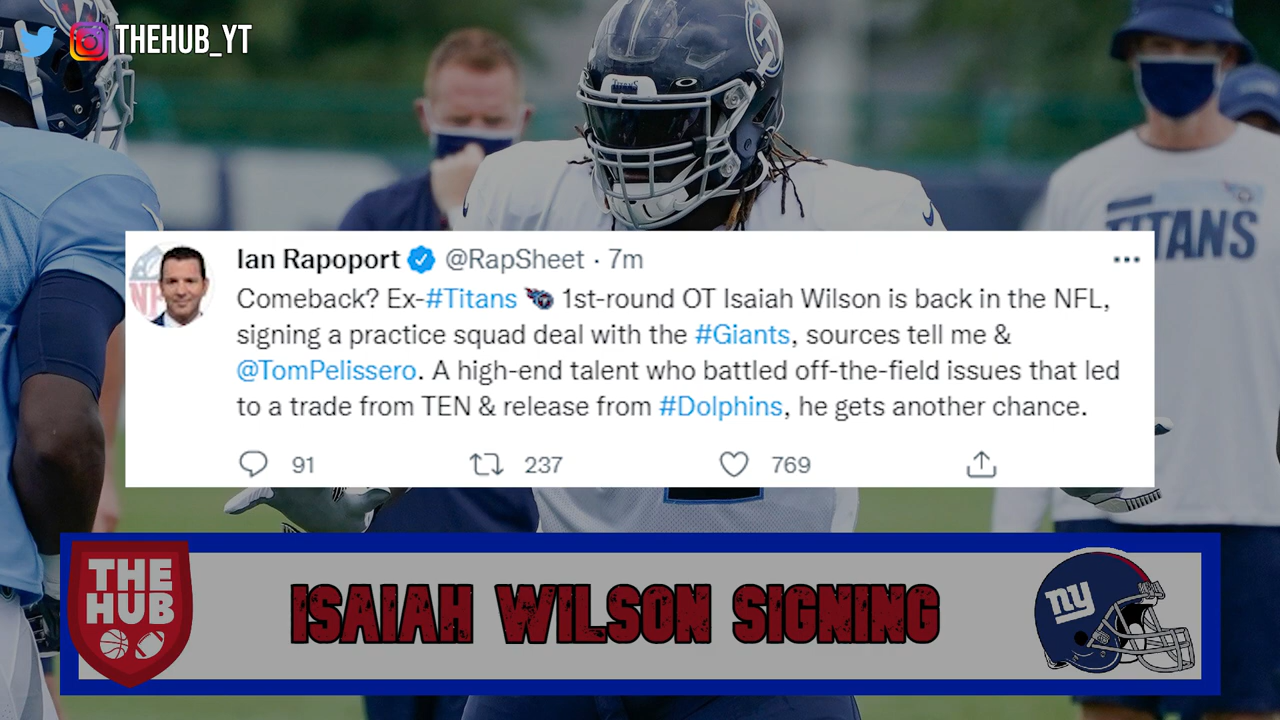 THEHUB_YT
TITANS
Ian Rapoport @RapSheet · 7m
Comeback? Ex-#Titans 1st-round OT Isaiah Wilson is back in the NFL,
signing a practice squad deal with the #Giants, sources tell me &
@TomPelissero. A high-end talent who battled off-the-field issues that led
to a trade from TEN & release from #Dolphins, he gets another chance.
91 237 769
THE
HUB
ISAIAH WILSON SIGNING
ny